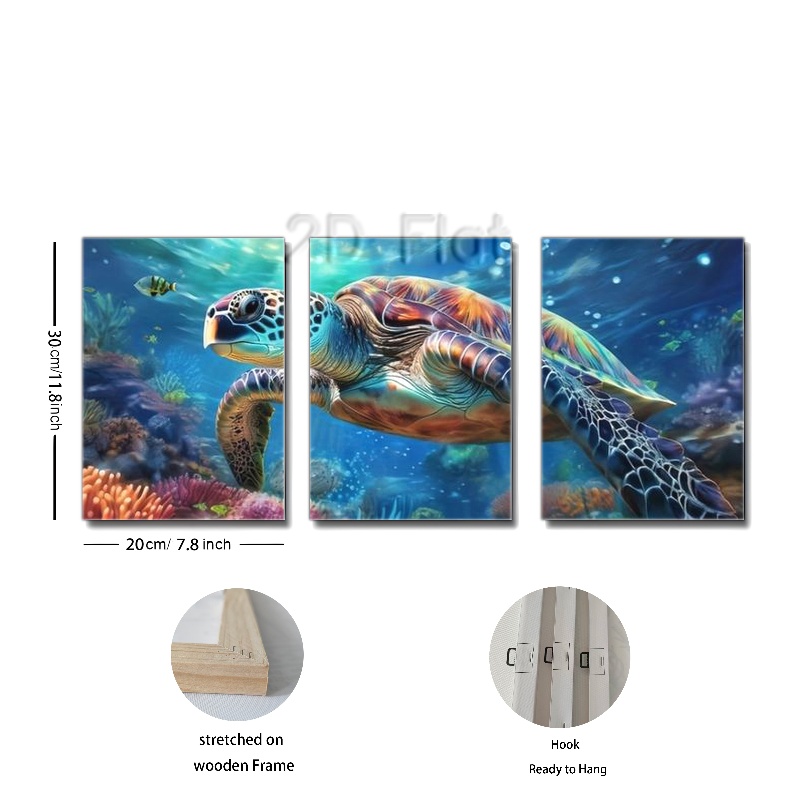 2D Flat
30cm/11.8inch
20cm/ 7.8 inch
stretched on
wooden Frame
Hook
Ready to Hang